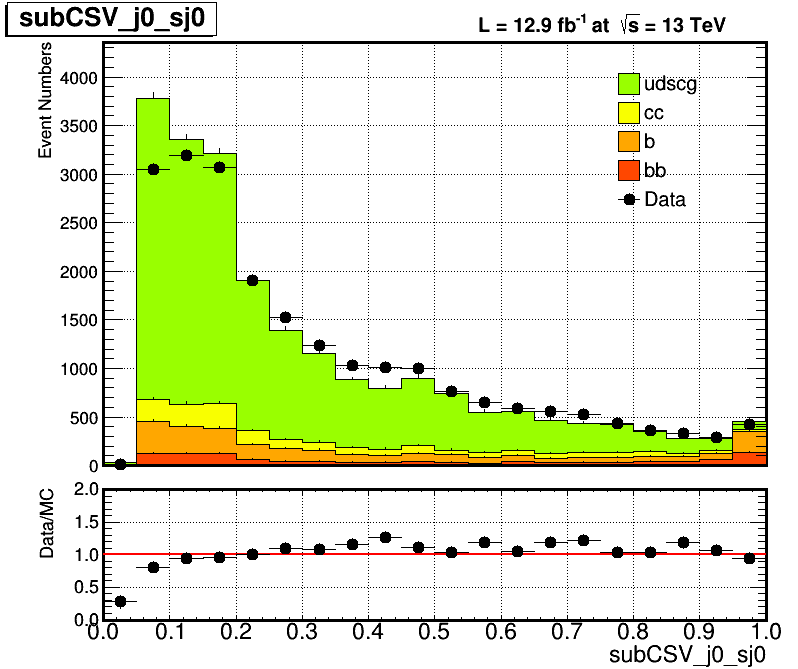 subCSV_j0_sj0
L = 12.9 fb⁻¹ at √s = 13 TeV
Event Numbers
4000
3500
3000
2500
2000
1500
1000
500
0
udscg
cc
b
bb
Data
Data/MC
2.0
1.5
1.0
0.5
0.0
0.0 0.1 0.2 0.3 0.4 0.5 0.6 0.7 0.8 0.9 1.0
subCSV_j0_sj0